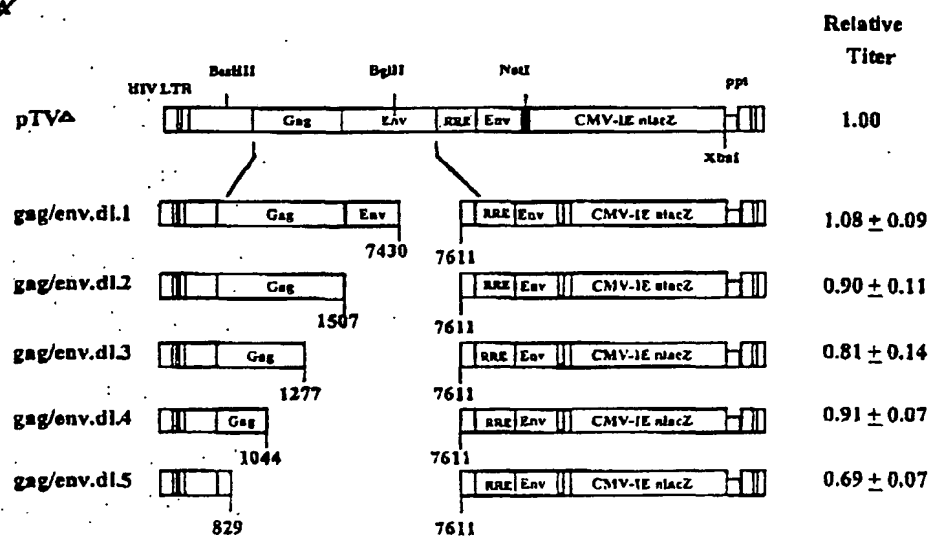 Relative
Titer
BssHII BglII NotI
HIV LTR ppt
pTV∆ Gag Env RRE Env CMV-IE nlacZ 1.00
XbaI
gag/env.dl.1 Gag Env RRE Env CMV-IE nlacZ 1.08 ± 0.09
7430 7611
gag/env.dl.2 Gag RRE Env CMV-IE nlacZ 0.90 ± 0.11
1507 7611
gag/env.dl.3 Gag RRE Env CMV-IE nlacZ 0.81 ± 0.14
1277 7611
gag/env.dl.4 Gag RRE Env CMV-IE nlacZ 0.91 ± 0.07
1044 7611
gag/env.dl.5 RRE Env CMV-IE nlacZ 0.69 ± 0.07
829 7611